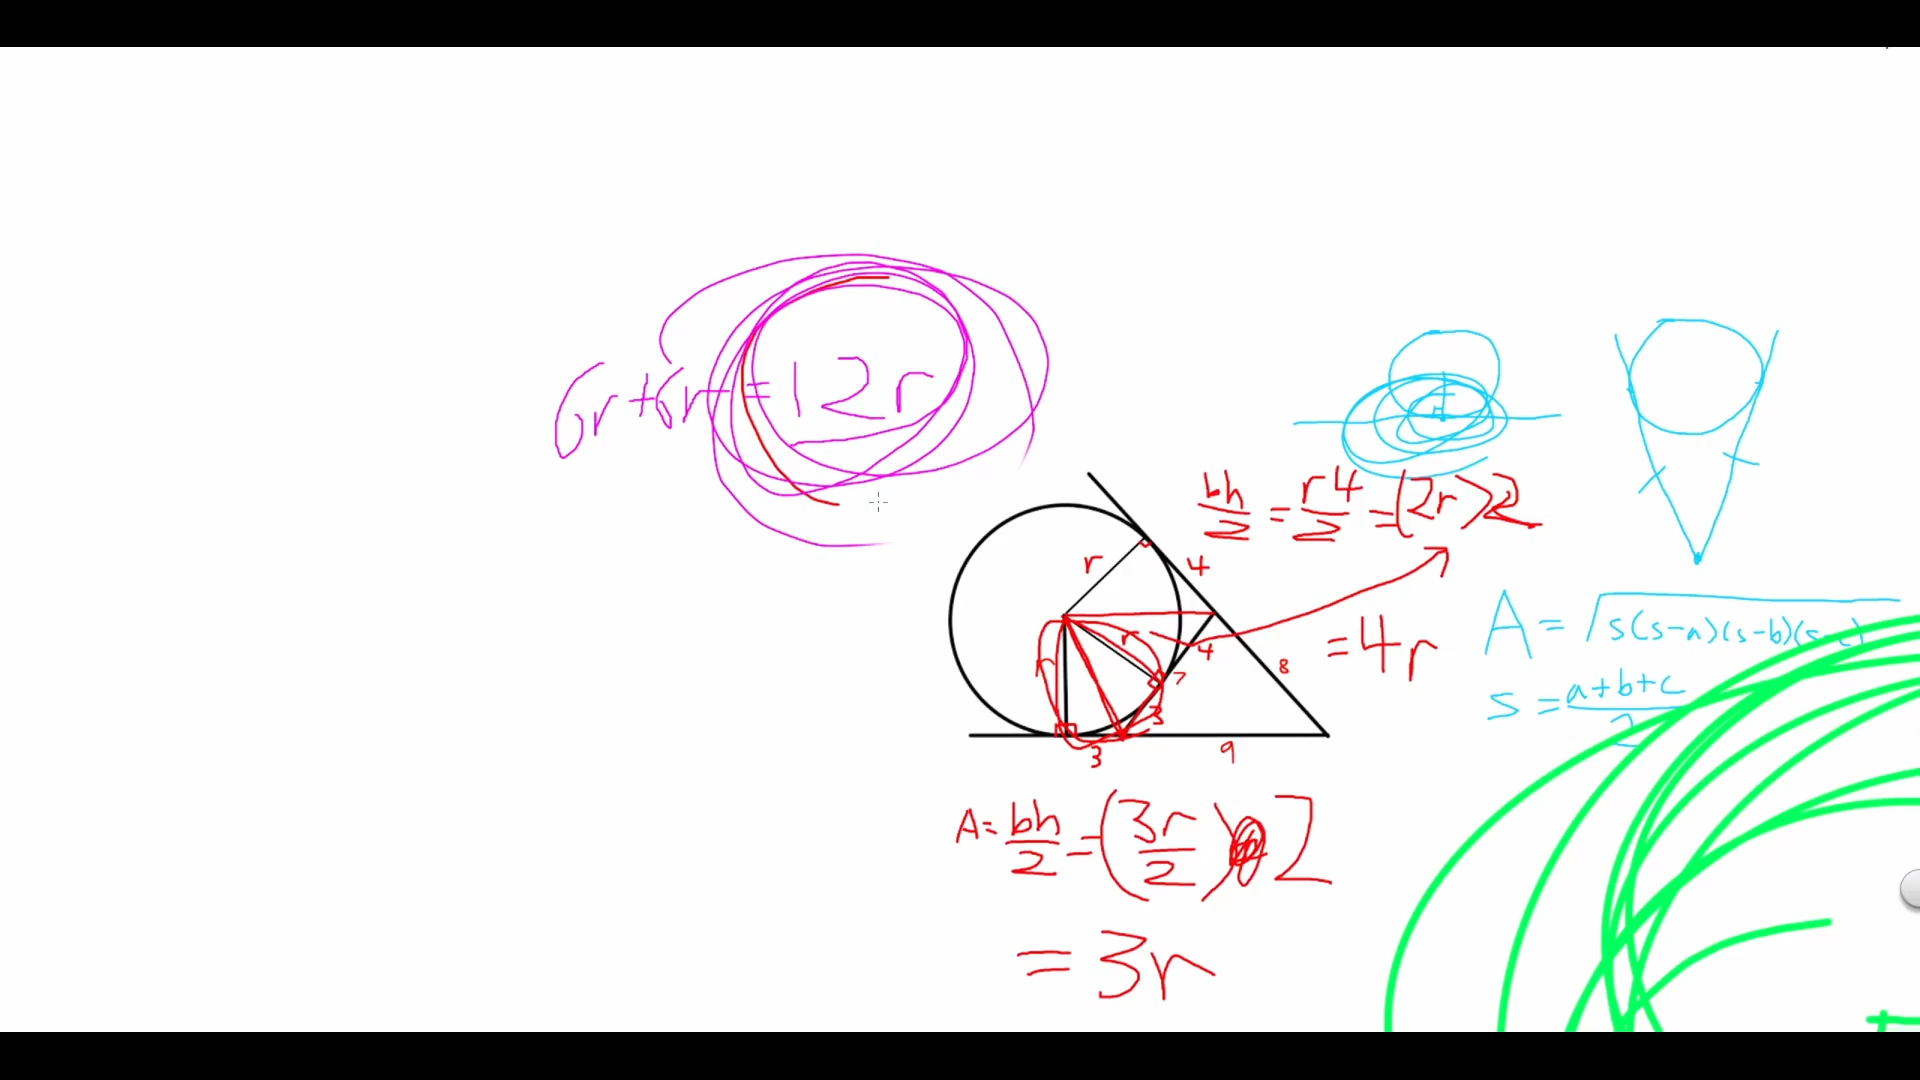 6r+6r=12r
bh/2 = r4/2 = (2r)2
r
4
r
r
4
7
3
8
= 4r
3
9
A = √s(s-a)(s-b)(s-c)
s = a+b+c/2
A = bh/2 = (3r/2) 2
= 3r